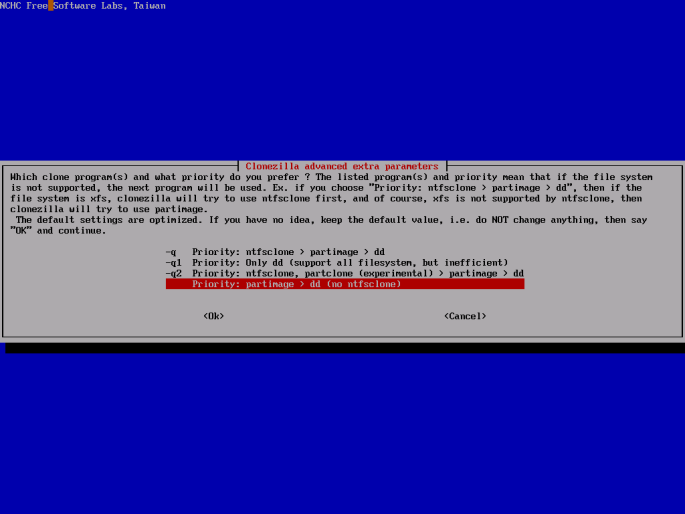 NCHC Free Software Labs, Taiwan
Clonezilla advanced extra parameters
Which clone program(s) and what priority do you prefer ? The listed program(s) and priority mean that if the file system
is not supported, the next program will be used. Ex. if you choose "Priority: ntfsclone > partimage > dd", then if the
file system is xfs, clonezilla will try to use ntfsclone first, and of course, xfs is not supported by ntfsclone, then
clonezilla will try to use partimage.
The default settings are optimized. If you have no idea, keep the default value, i.e. do NOT change anything, then say
"OK" and continue.
-q Priority: ntfsclone > partimage > dd
-q1 Priority: Only dd (support all filesystem, but inefficient)
-q2 Priority: ntfsclone, partclone (experimental) > partimage > dd
Priority: partimage > dd (no ntfsclone)
<Ok> <Cancel>